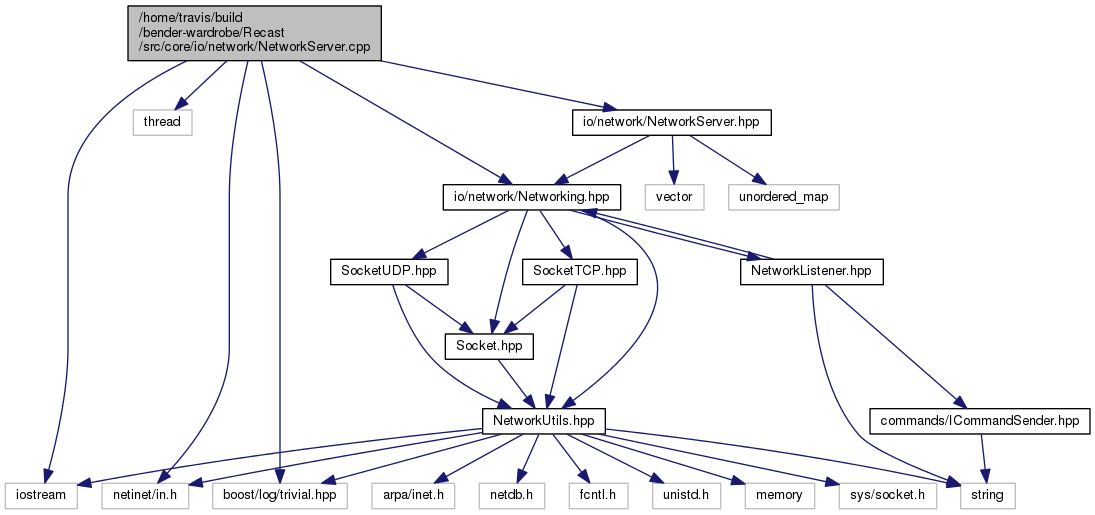 /home/travis/build
/bender-wardrobe/Recast
/src/core/io/network/NetworkServer.cpp
thread
io/network/NetworkServer.hpp
io/network/Networking.hpp
vector
unordered_map
SocketUDP.hpp
SocketTCP.hpp
NetworkListener.hpp
Socket.hpp
NetworkUtils.hpp
commands/ICommandSender.hpp
iostream
netinet/in.h
boost/log/trivial.hpp
arpa/inet.h
netdb.h
fcntl.h
unistd.h
memory
sys/socket.h
string